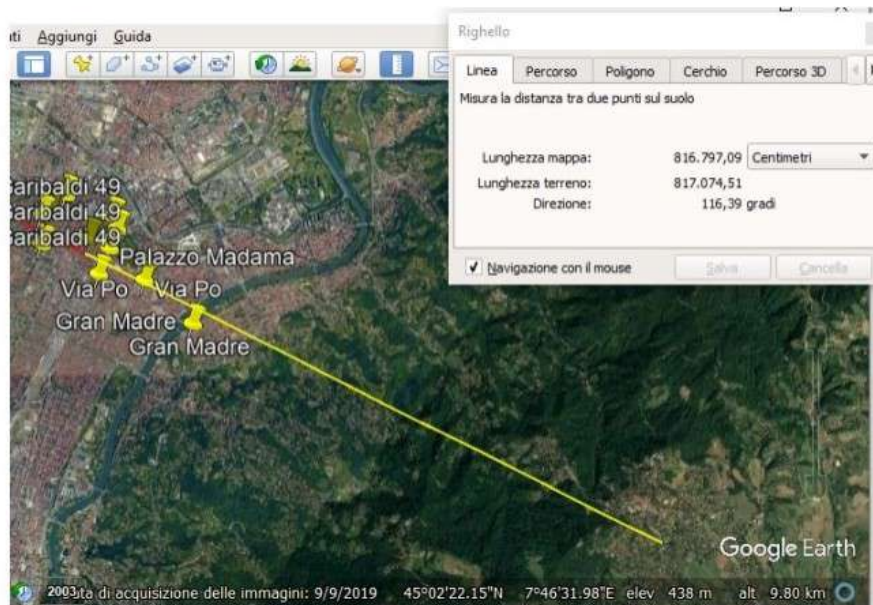 ti Aggiungi Guida
Righello
Linea Percorso Poligono Cerchio Percorso 3D
Misura la distanza tra due punti sul suolo
Lunghezza mappa: 816.797,09 Centimetri
Lunghezza terreno: 817.074,51
Direzione: 116,39 gradi
Navigazione con il mouse Salva Cancella
Garibaldi 49
Garibaldi 49
Garibaldi 49
Palazzo Madama
Via Po Via Po
Gran Madre
Gran Madre
Google Earth
2003 ta di acquisizione delle immagini: 9/9/2019 45°02'22.15"N 7°46'31.98"E elev 438 m alt 9.80 km